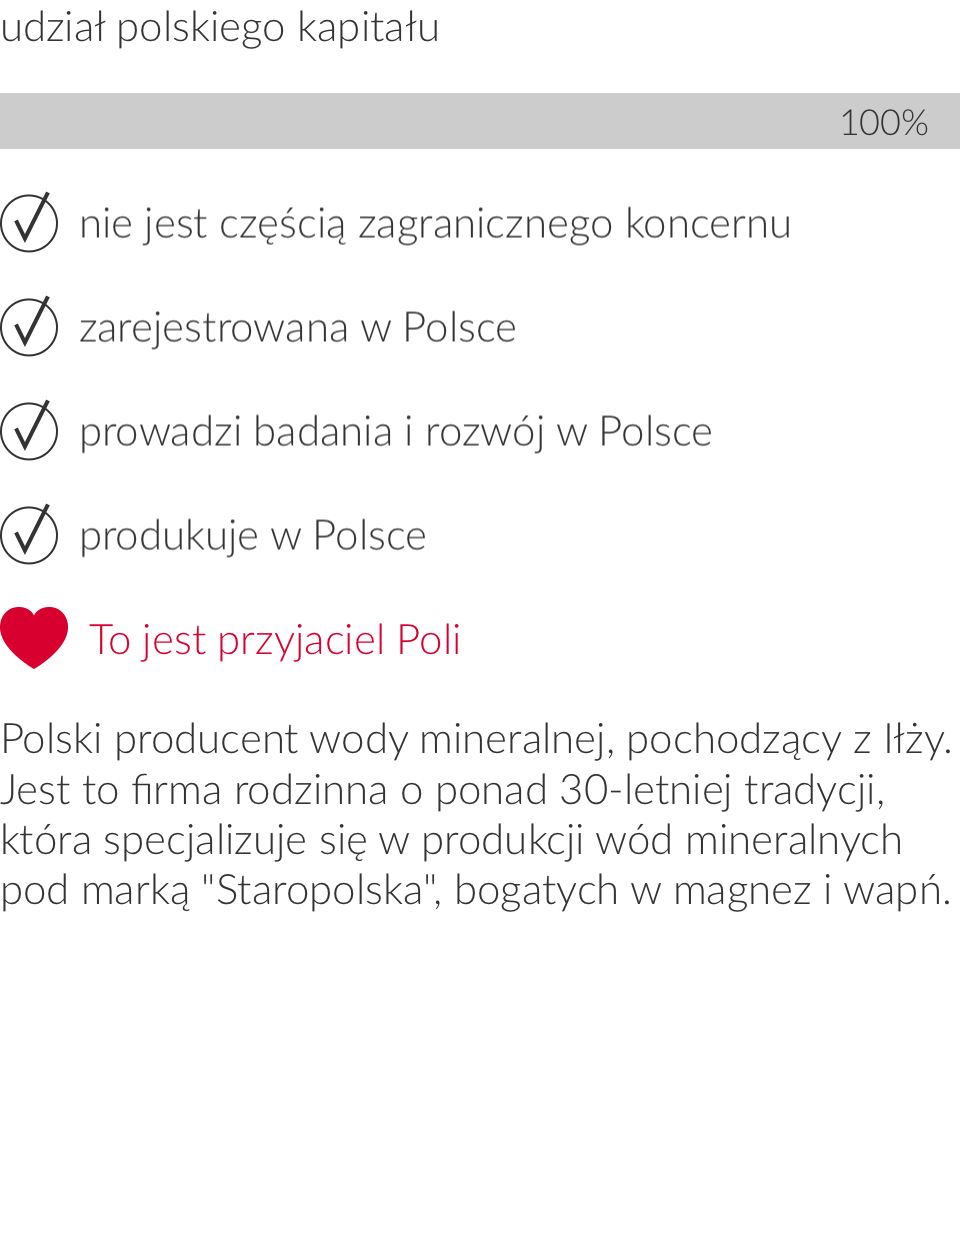 udział polskiego kapitału
100%
nie jest częścią zagranicznego koncernu
zarejestrowana w Polsce
prowadzi badania i rozwój w Polsce
produkuje w Polsce
To jest przyjaciel Poli
Polski producent wody mineralnej, pochodzący z Iłży.
Jest to firma rodzinna o ponad 30-letniej tradycji,
która specjalizuje się w produkcji wód mineralnych
pod marką "Staropolska", bogatych w magnez i wapń.